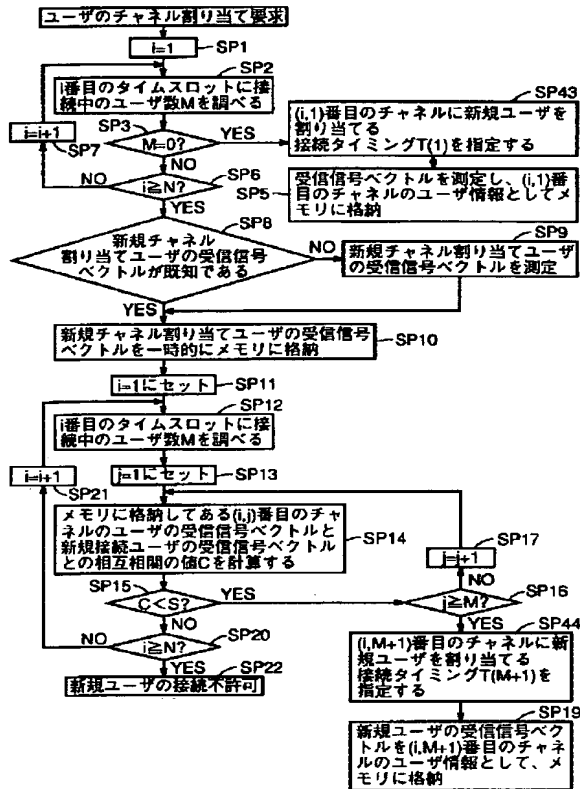 ユーザのチャネル割り当て要求
i=1
SP1
SP2
i番目のタイムスロットに接
続中のユーザ数Mを調べる
i=i+1
SP7
SP3
M=0?
YES
NO
SP43
(i,1)番目のチャネルに新規ユーザを
割り当てる
接続タイミングT(1)を指定する
NO
i≧N?
SP6
YES
SP5
受信信号ベクトルを測定し、(i,1)番
目のチャネルのユーザ情報としてメ
モリに格納
SP8
新規チャネル
割り当てユーザの受信信号
ベクトルが既知である
NO
YES
SP9
新規チャネル割り当てユーザ
の受信信号ベクトルを測定
新規チャネル割り当てユーザの受信信号
ベクトルを一時的にメモリに格納
SP10
i=1にセット
SP11
SP12
i番目のタイムスロットに接
続中のユーザ数Mを調べる
i=i+1
SP21
j=1にセット
SP13
メモリに格納してある(i,j)番目のチャ
ネルのユーザの受信信号ベクトルと
新規接続ユーザの受信信号ベクトル
との相互相関の値Cを計算する
SP14
SP17
j=j+1
SP15
C<S?
YES
NO
NO
j≧M?
SP16
YES
NO
i≧N?
SP20
YES
SP22
新規ユーザの接続不許可
SP44
(i,M+1)番目のチャネルに新
規ユーザを割り当てる
接続タイミングT(M+1)を
指定する
SP19
新規ユーザの受信信号ベク
トルを(i,M+1)番目のチャネ
ルのユーザ情報として、メ
モリに格納